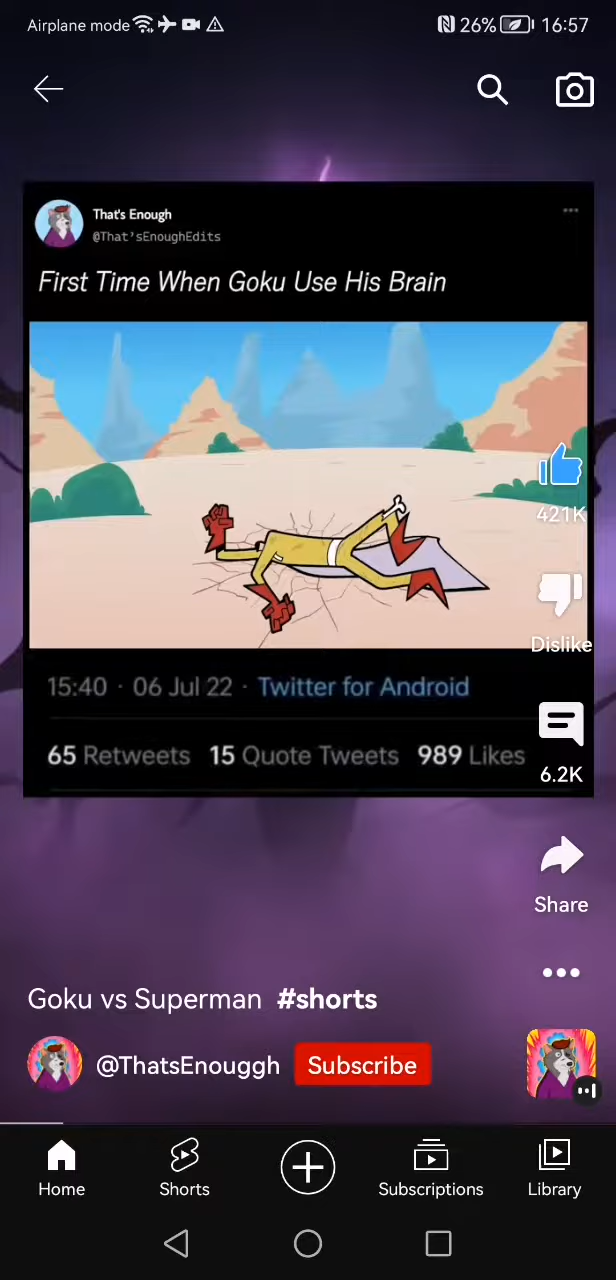 Airplane mode 26% 16:57
That's Enough
@That'sEnoughEdits
First Time When Goku Use His Brain
421K
Dislike
15:40 · 06 Jul 22 · Twitter for Android
65 Retweets 15 Quote Tweets 989 Likes
6.2K
Share
Goku vs Superman #shorts
@ThatsEnouggh Subscribe
Home Shorts Subscriptions Library